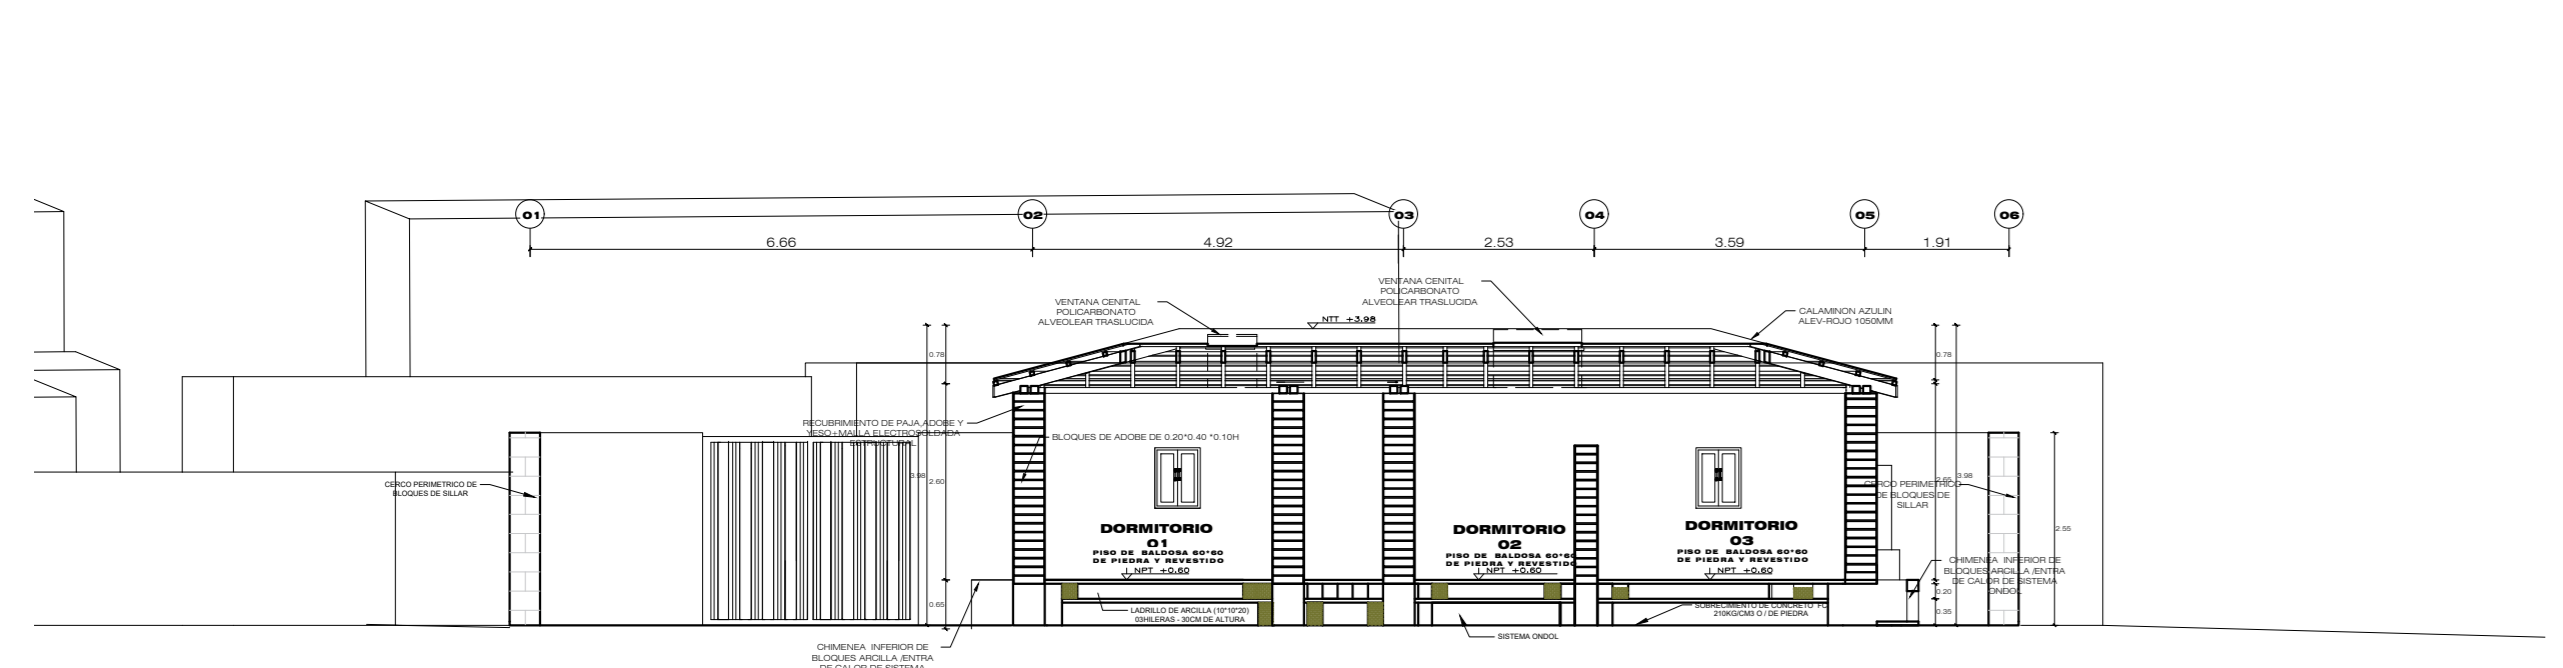 01
02
03
04
05
06
6.66
4.92
2.53
3.59
1.91
VENTANA CENITAL
POLICARBONATO
ALVEOLEAR TRASLUCIDA
VENTANA CENITAL
POLICARBONATO
ALVEOLEAR TRASLUCIDA
NTT +3.98
CALAMINON AZULIN
ALEV-ROJO 1050MM
0.78
0.78
RECUBRIMIENTO DE PAJA,ADOBE Y
YESO+MALLA ELECTROSOLDADA
ESTRUCTURAL
BLOQUES DE ADOBE DE 0.20*0.40 *0.10H
3.98
2.60
CERCO PERIMETRICO DE
BLOQUES DE SILLAR
2.65
3.98
CERCO PERIMETRICO
DE BLOQUES DE
SILLAR
2.55
DORMITORIO
01
PISO DE BALDOSA 60*60
DE PIEDRA Y REVESTIDO
NPT +0.60
DORMITORIO
02
PISO DE BALDOSA 60*60
DE PIEDRA Y REVESTIDO
NPT +0.60
DORMITORIO
03
PISO DE BALDOSA 60*60
DE PIEDRA Y REVESTIDO
NPT +0.60
CHIMENEA INFERIOR DE
BLOQUES ARCILLA /ENTRA
DE CALOR DE SISTEMA
ONDOL
0.20
0.35
0.65
LADRILLO DE ARCILLA (10*10*20)
03HILERAS - 30CM DE ALTURA
SOBRECIMIENTO DE CONCRETO FC
210KG/CM3 O / DE PIEDRA
SISTEMA ONDOL
CHIMENEA INFERIOR DE
BLOQUES ARCILLA /ENTRA
DE CALOR DE SISTEMA